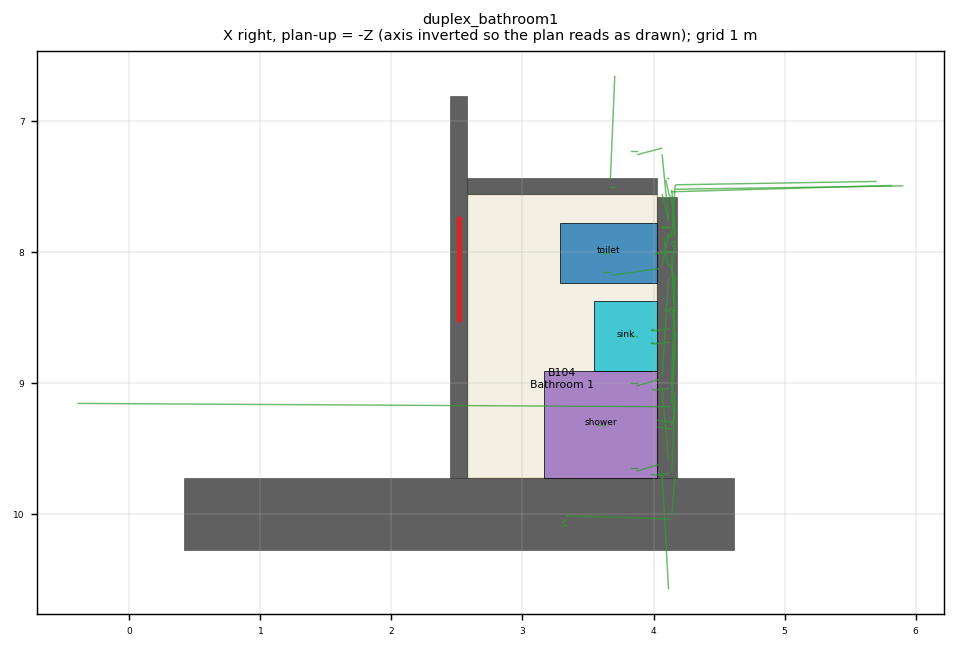 duplex_bathroom1
X right, plan-up = -Z (axis inverted so the plan reads as drawn); grid 1 m
7
toilet
8
sink
B104
9
Bathroom 1
shower
10
0 1 2 3 4 5 6